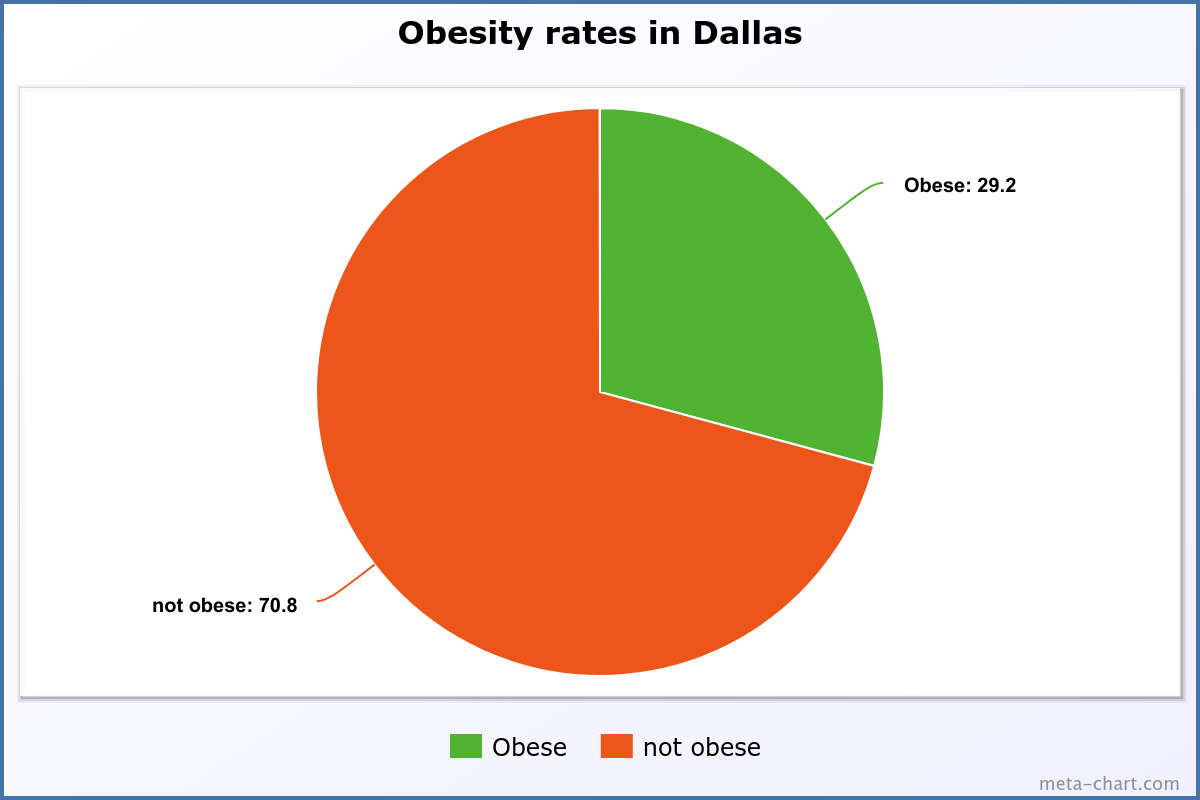 Obesity rates in Dallas
Obese: 29.2
not obese: 70.8
Obese not obese
meta-chart.com